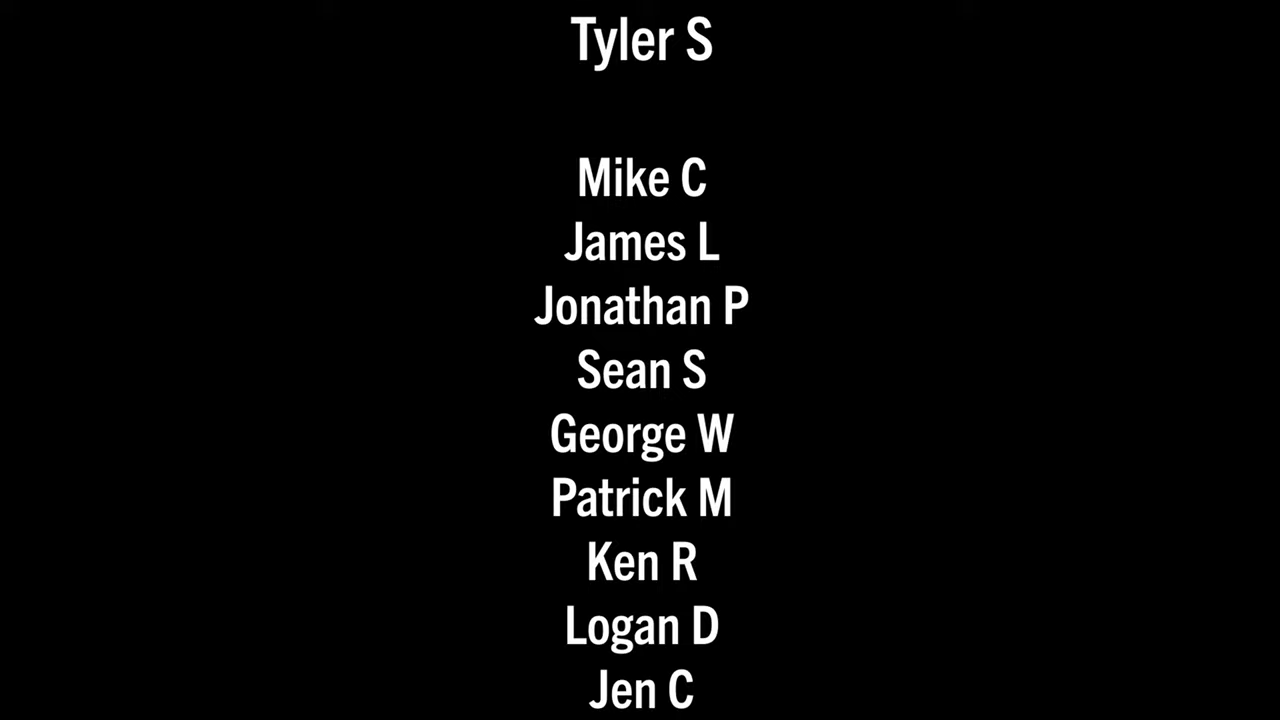 Tyler S
Mike C
James L
Jonathan P
Sean S
George W
Patrick M
Ken R
Logan D
Jen C